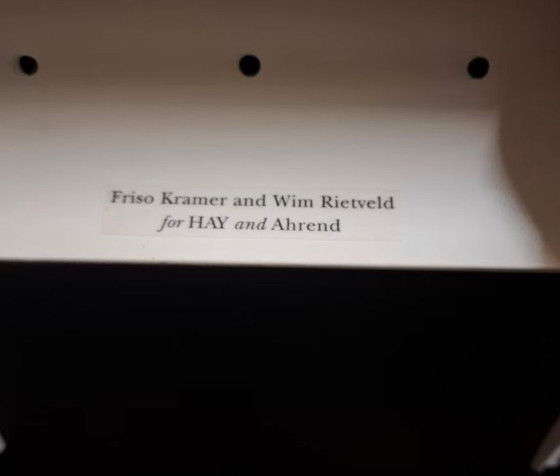 Friso Kramer and Wim Rietveld
for HAY and Ahrend